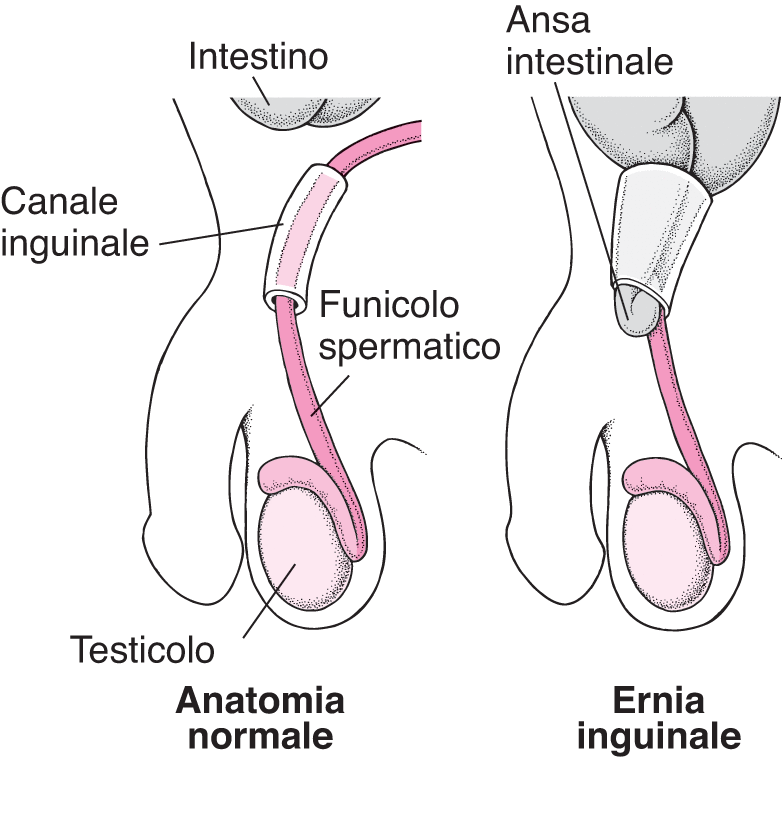 Intestino
Ansa
intestinale
Canale
inguinale
Funicolo
spermatico
Testicolo
Anatomia
normale
Ernia
inguinale